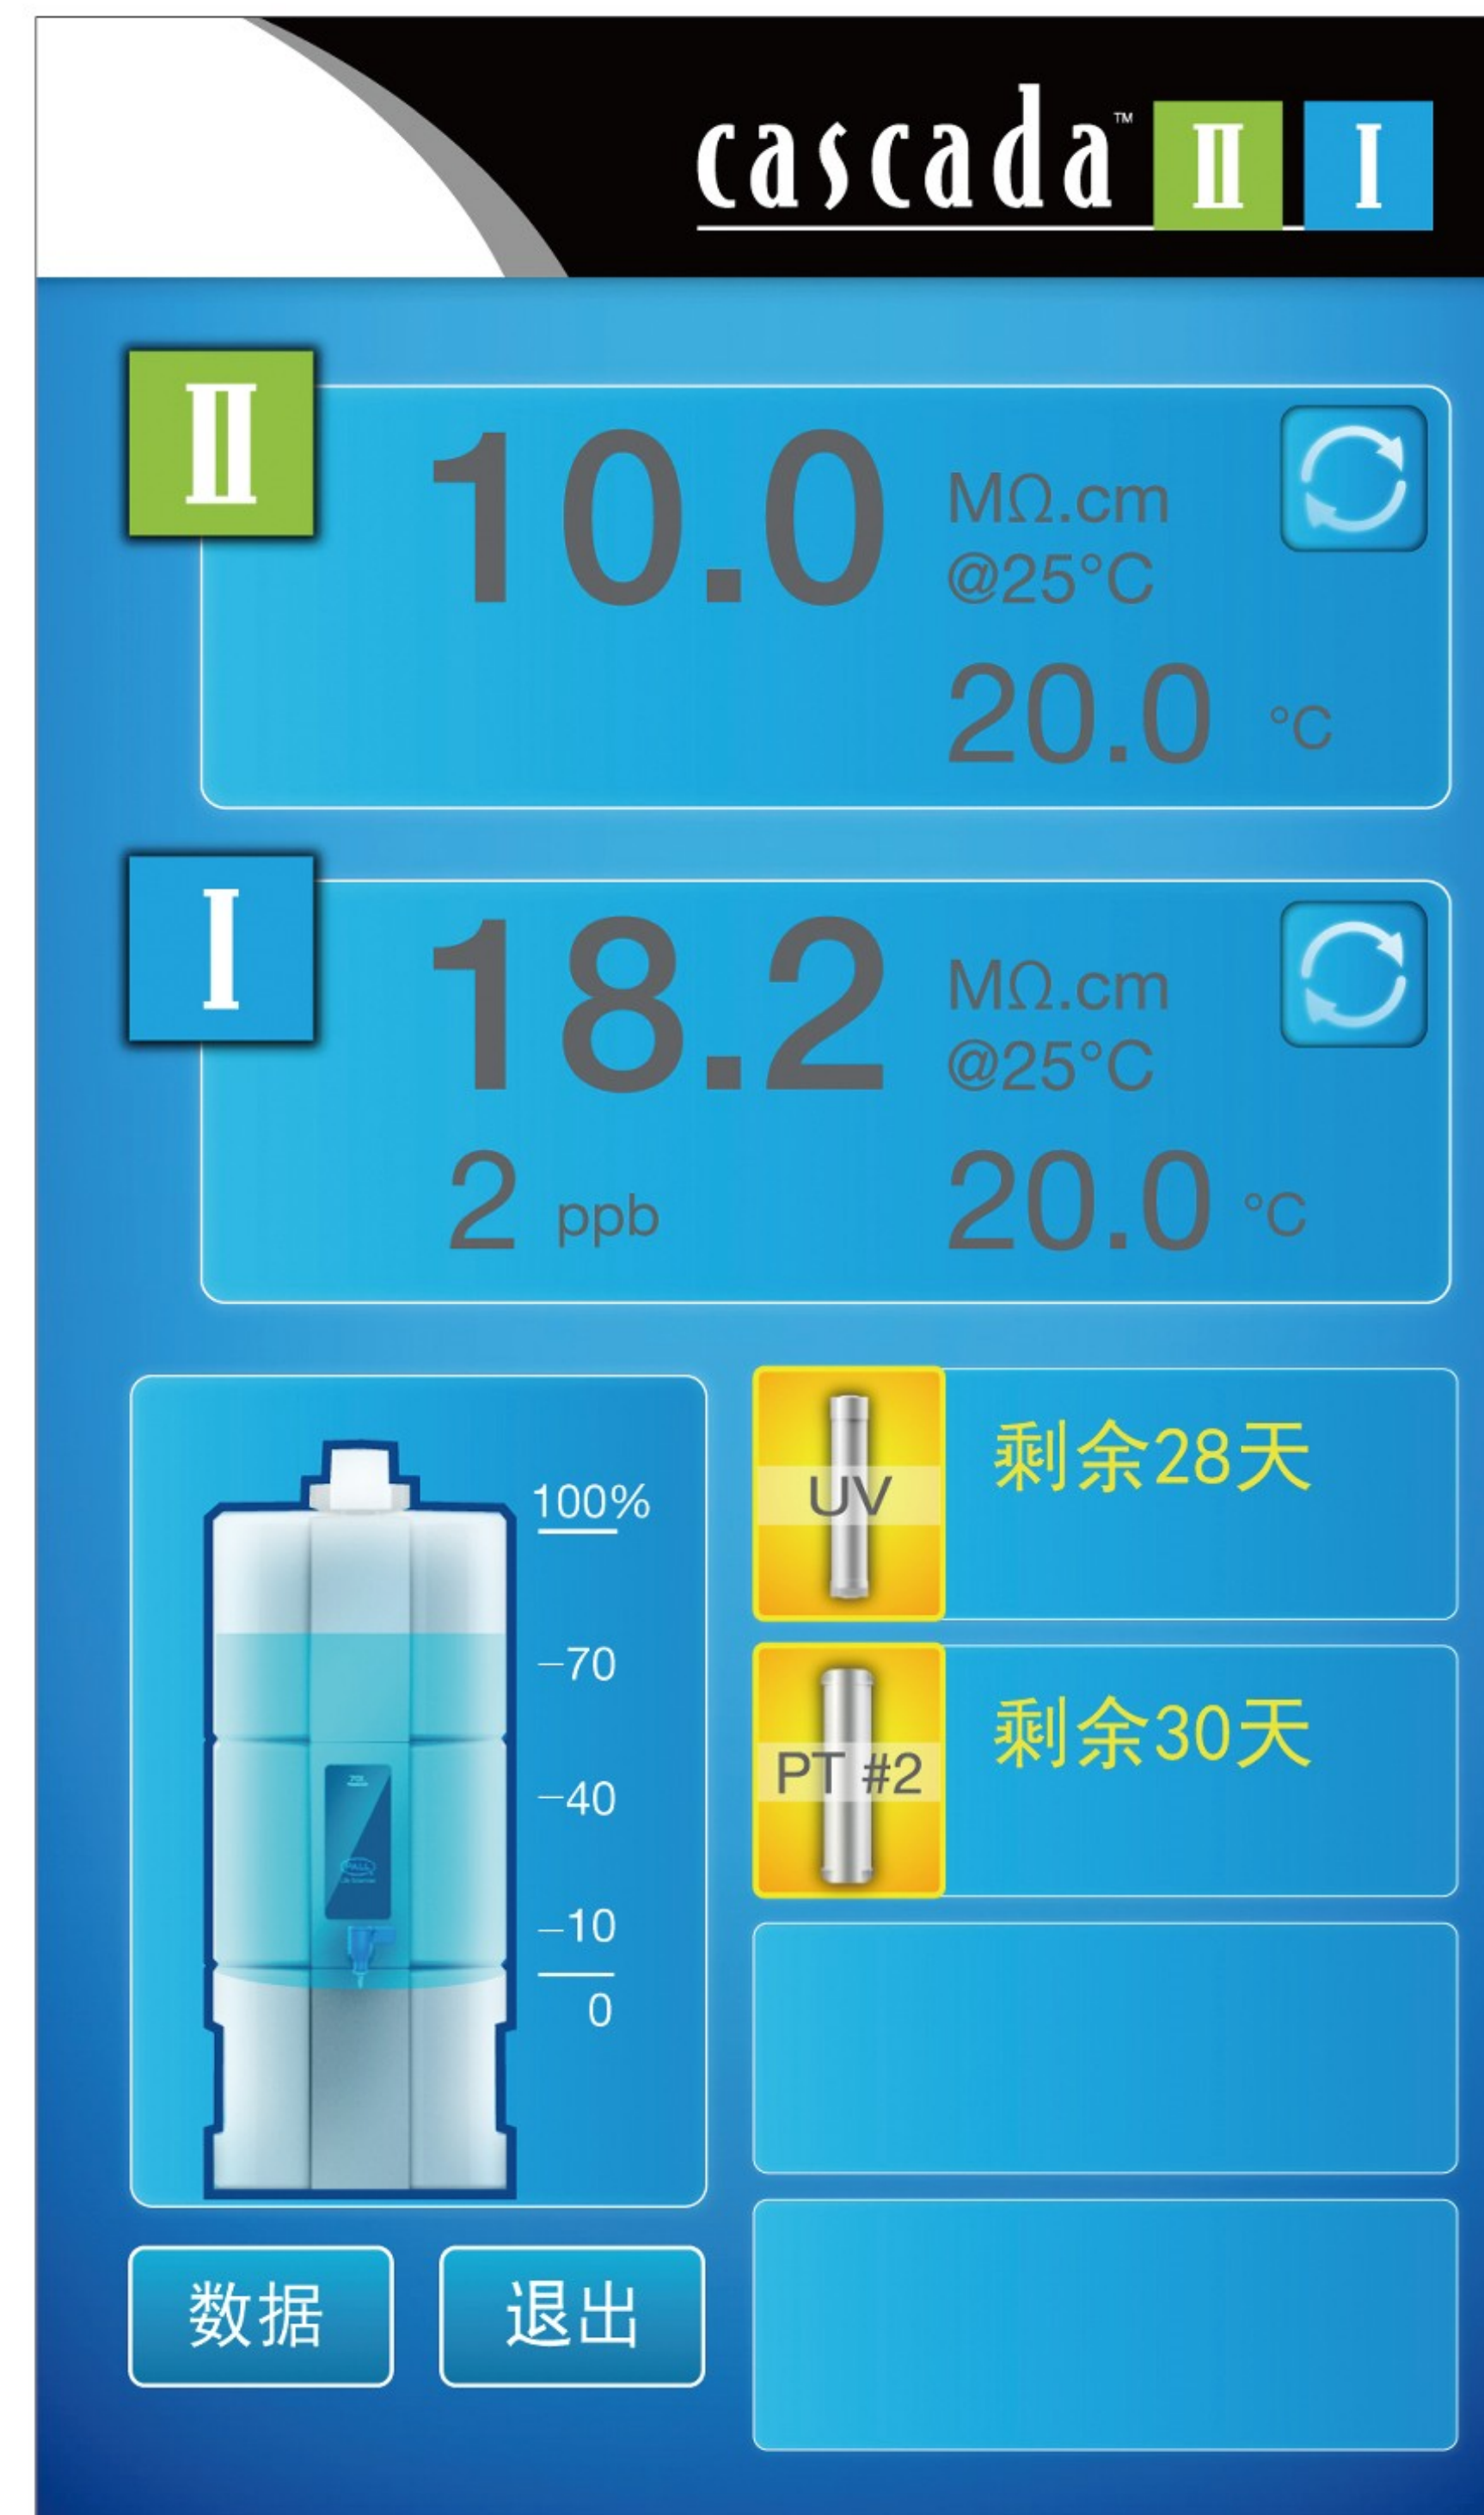 cascada™ II I
II
10.0 MΩ.cm
@25°C
20.0 °C
I
18.2 MΩ.cm
@25°C
2 ppb 20.0 °C
100%
–70
–40
–10
0
PALL
UV
剩余28天
PT #2
剩余30天
数据
退出